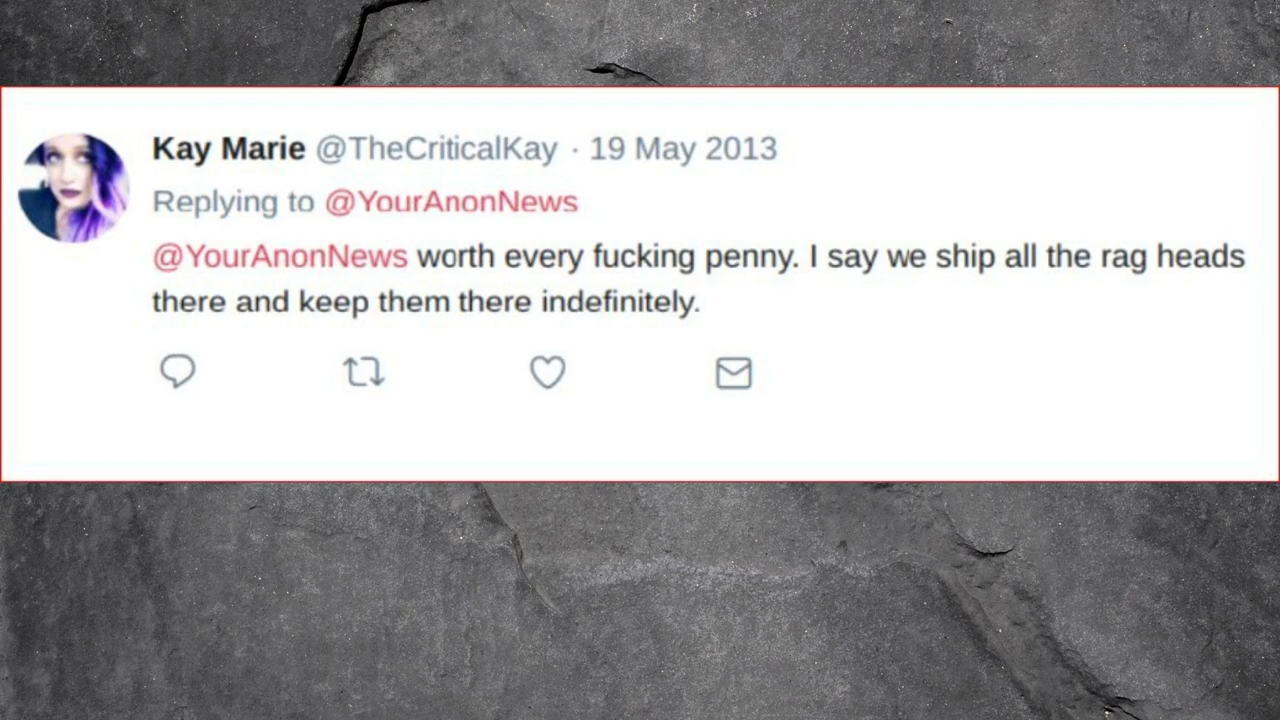 Kay Marie @TheCriticalKay · 19 May 2013
Replying to @YourAnonNews
@YourAnonNews worth every fucking penny. I say we ship all the rag heads
there and keep them there indefinitely.